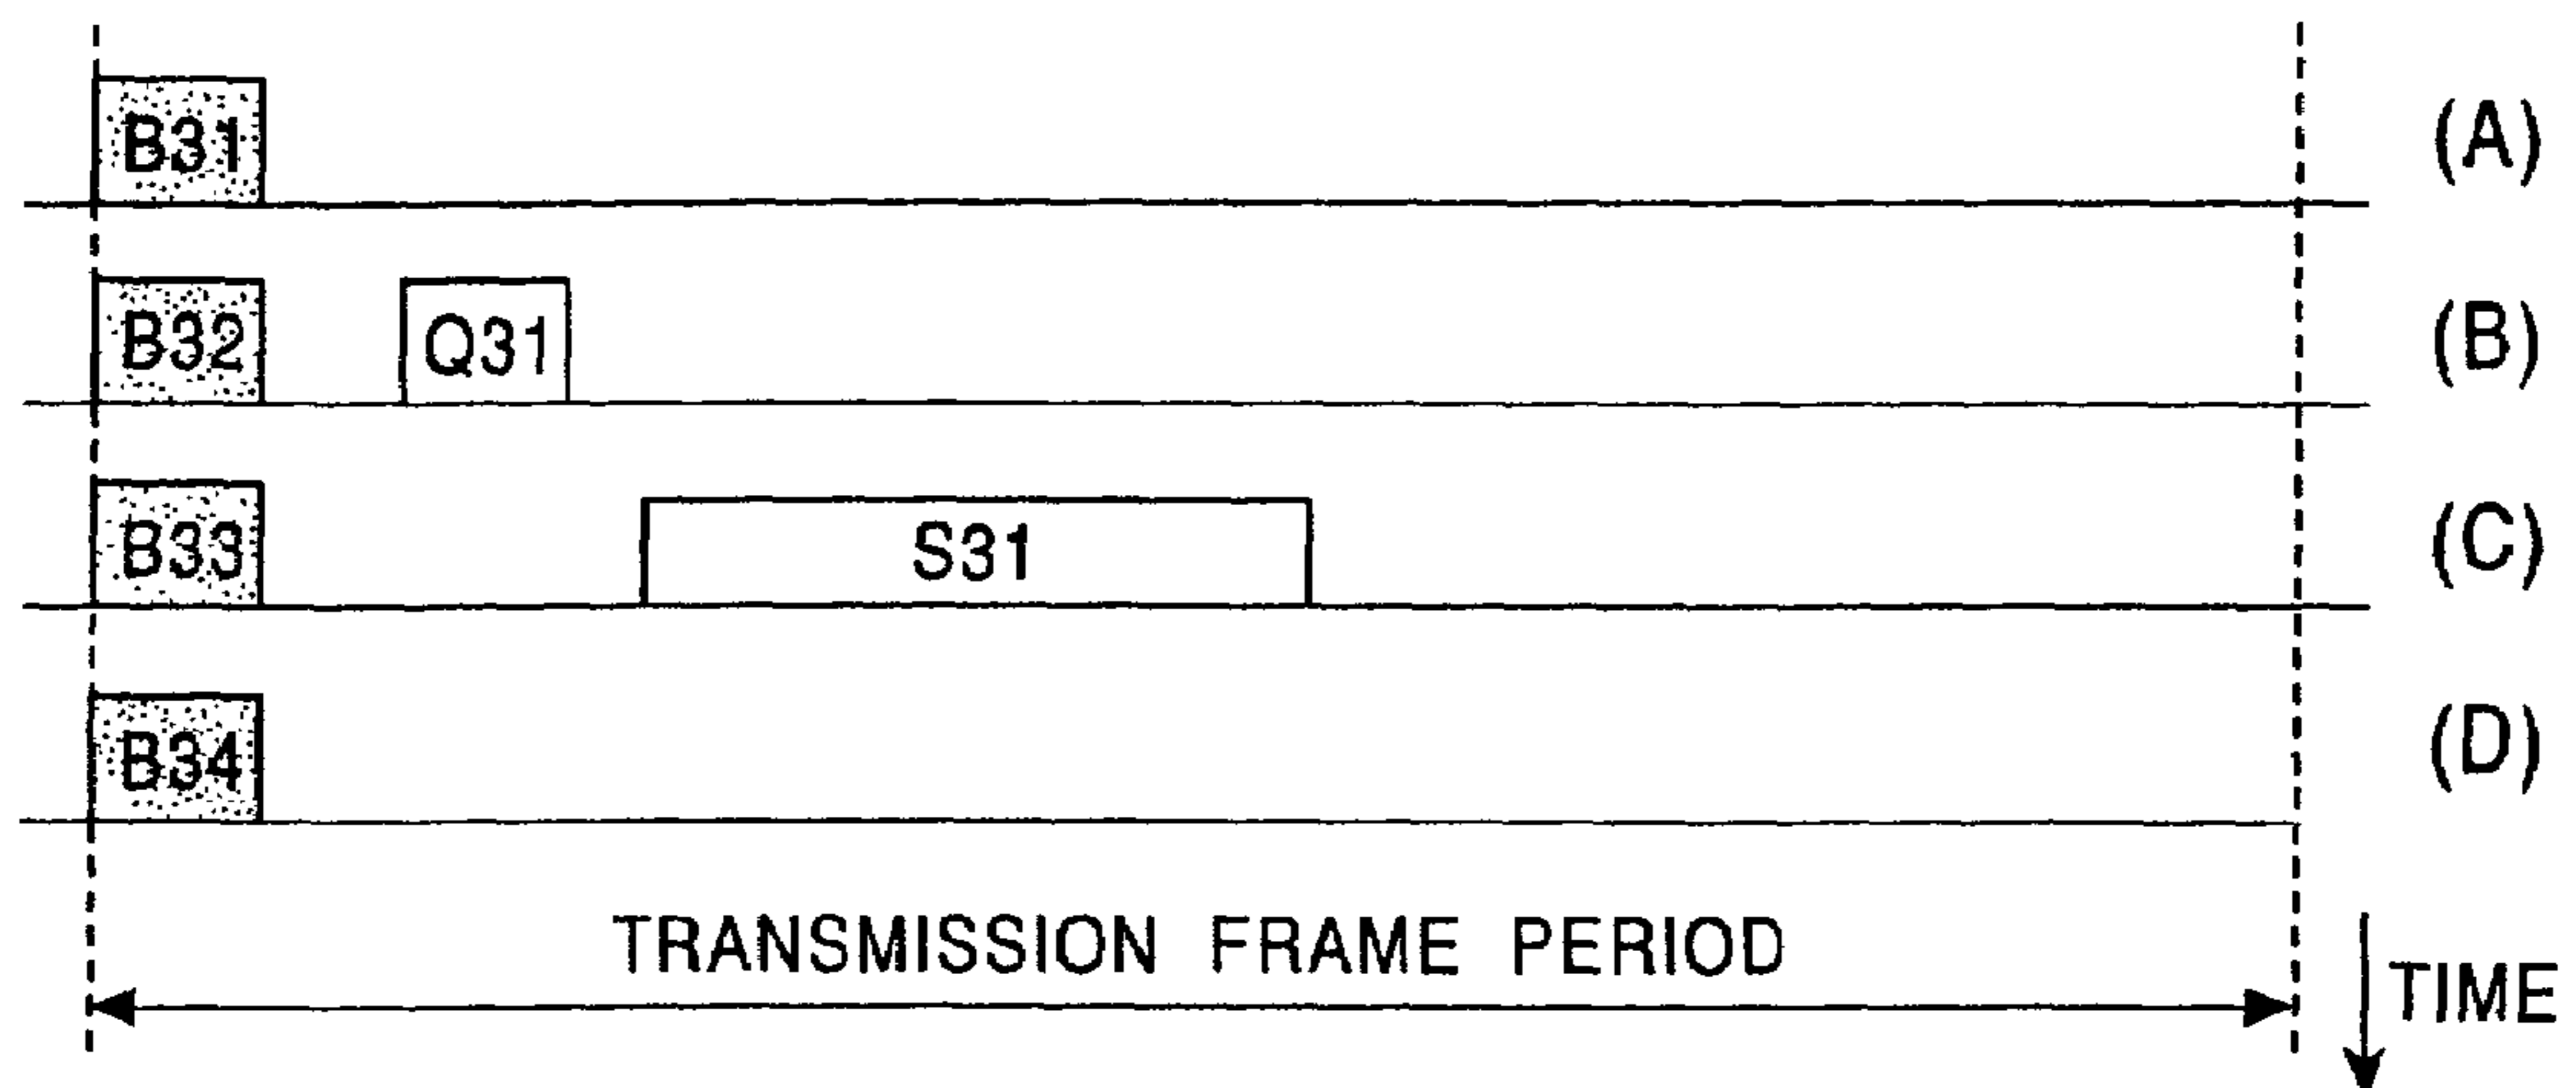 B31 (A)
B32 Q31 (B)
B33 S31 (C)
B34 (D)
TRANSMISSION FRAME PERIOD
TIME